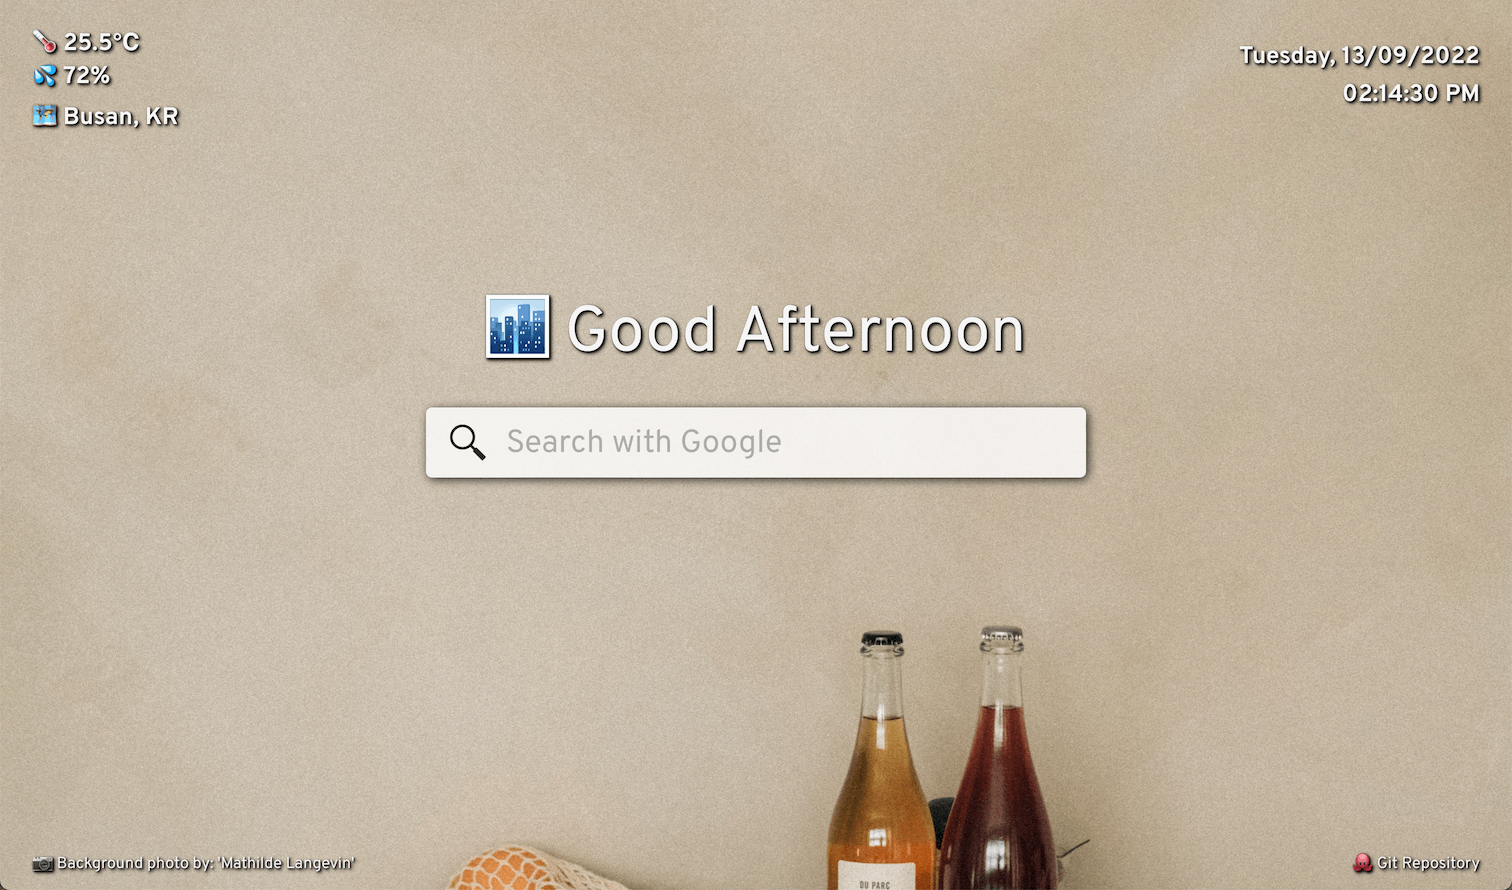 25.5°C
72%
Busan, KR
Tuesday, 13/09/2022
02:14:30 PM
Good Afternoon
Search with Google
DU PARC
Background photo by: 'Mathilde Langevin'
Git Repository